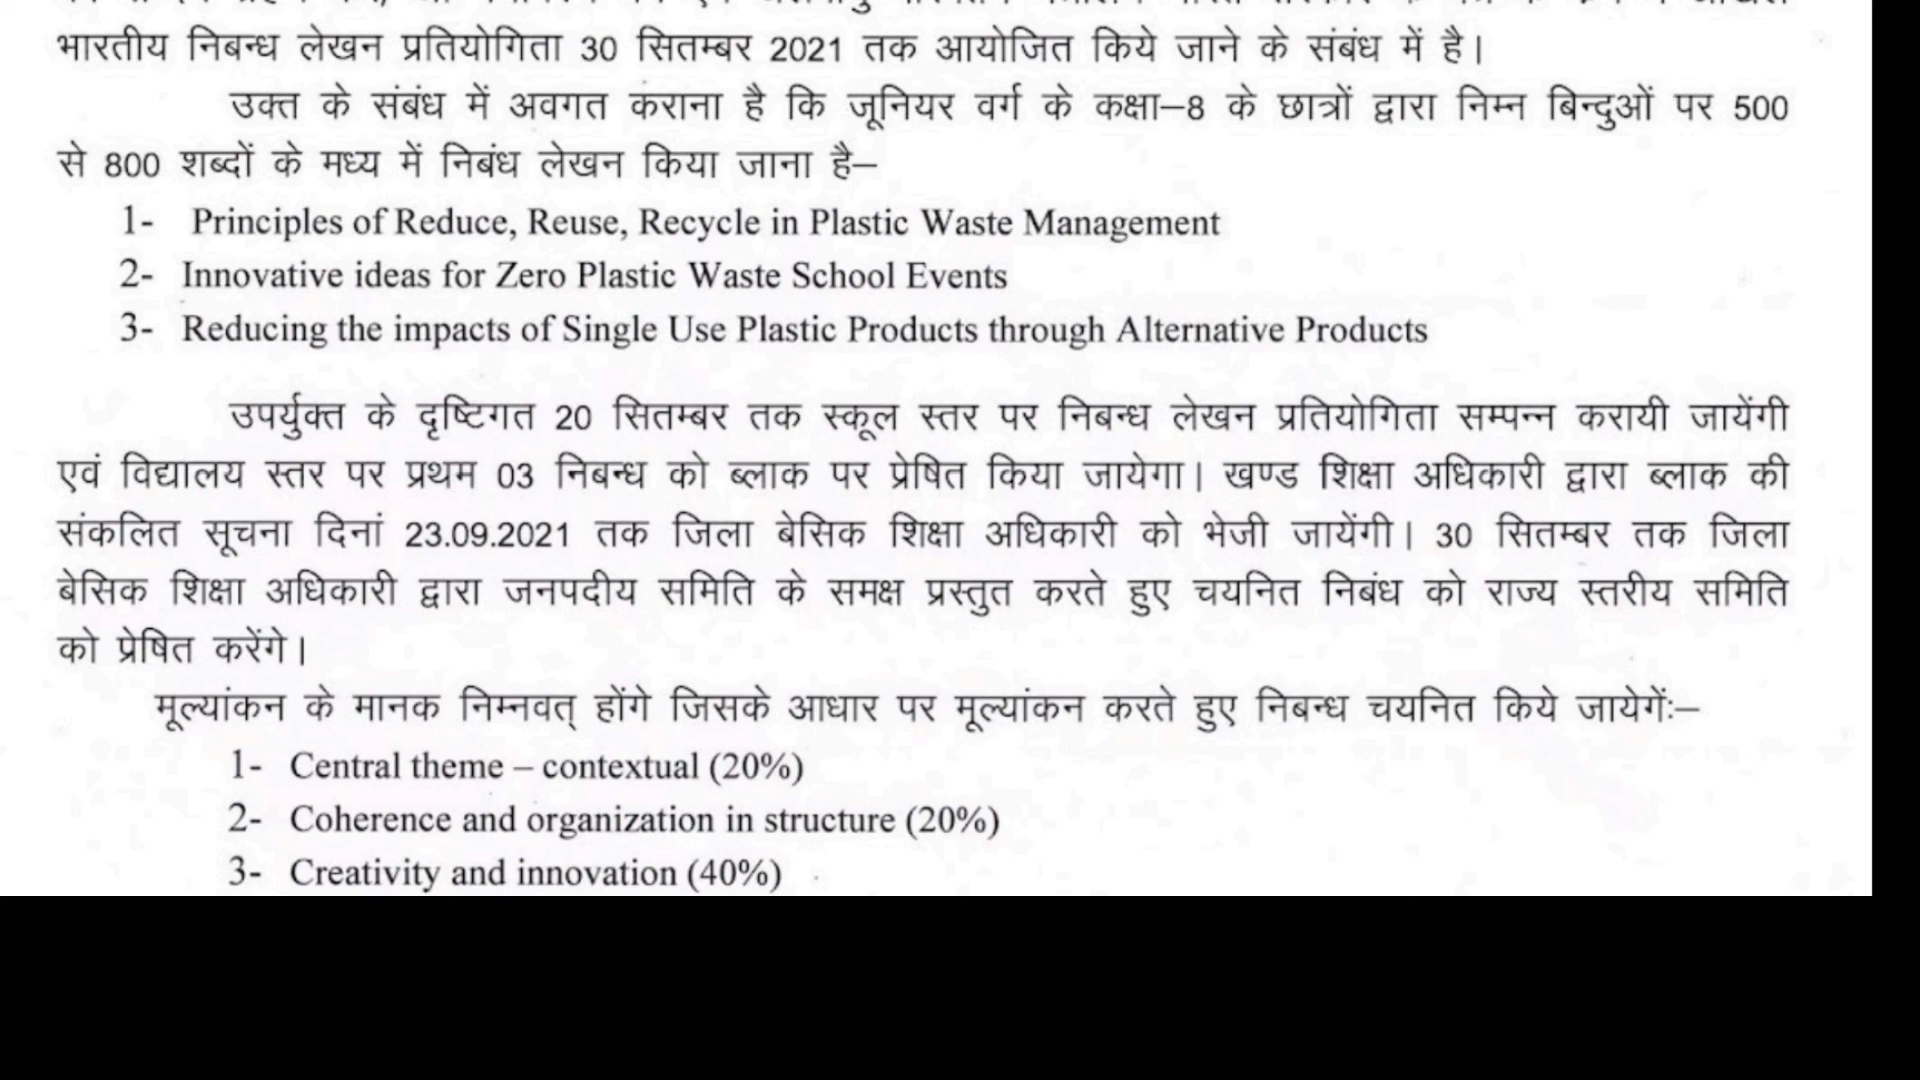 भारतीय निबन्ध लेखन प्रतियोगिता 30 सितम्बर 2021 तक आयोजित किये जाने के संबंध में है।
उक्त के संबंध में अवगत कराना है कि जूनियर वर्ग के कक्षा–8 के छात्रों द्वारा निम्न बिन्दुओं पर 500
से 800 शब्दों के मध्य में निबंध लेखन किया जाना है–
1- Principles of Reduce, Reuse, Recycle in Plastic Waste Management
2- Innovative ideas for Zero Plastic Waste School Events
3- Reducing the impacts of Single Use Plastic Products through Alternative Products
उपर्युक्त के दृष्टिगत 20 सितम्बर तक स्कूल स्तर पर निबन्ध लेखन प्रतियोगिता सम्पन्न करायी जायेंगी
एवं विद्यालय स्तर पर प्रथम 03 निबन्ध को ब्लाक पर प्रेषित किया जायेगा। खण्ड शिक्षा अधिकारी द्वारा ब्लाक की
संकलित सूचना दिनां 23.09.2021 तक जिला बेसिक शिक्षा अधिकारी को भेजी जायेंगी। 30 सितम्बर तक जिला
बेसिक शिक्षा अधिकारी द्वारा जनपदीय समिति के समक्ष प्रस्तुत करते हुए चयनित निबंध को राज्य स्तरीय समिति
को प्रेषित करेंगे।
मूल्यांकन के मानक निम्नवत् होंगे जिसके आधार पर मूल्यांकन करते हुए निबन्ध चयनित किये जायेगेंः–
1- Central theme – contextual (20%)
2- Coherence and organization in structure (20%)
3- Creativity and innovation (40%)